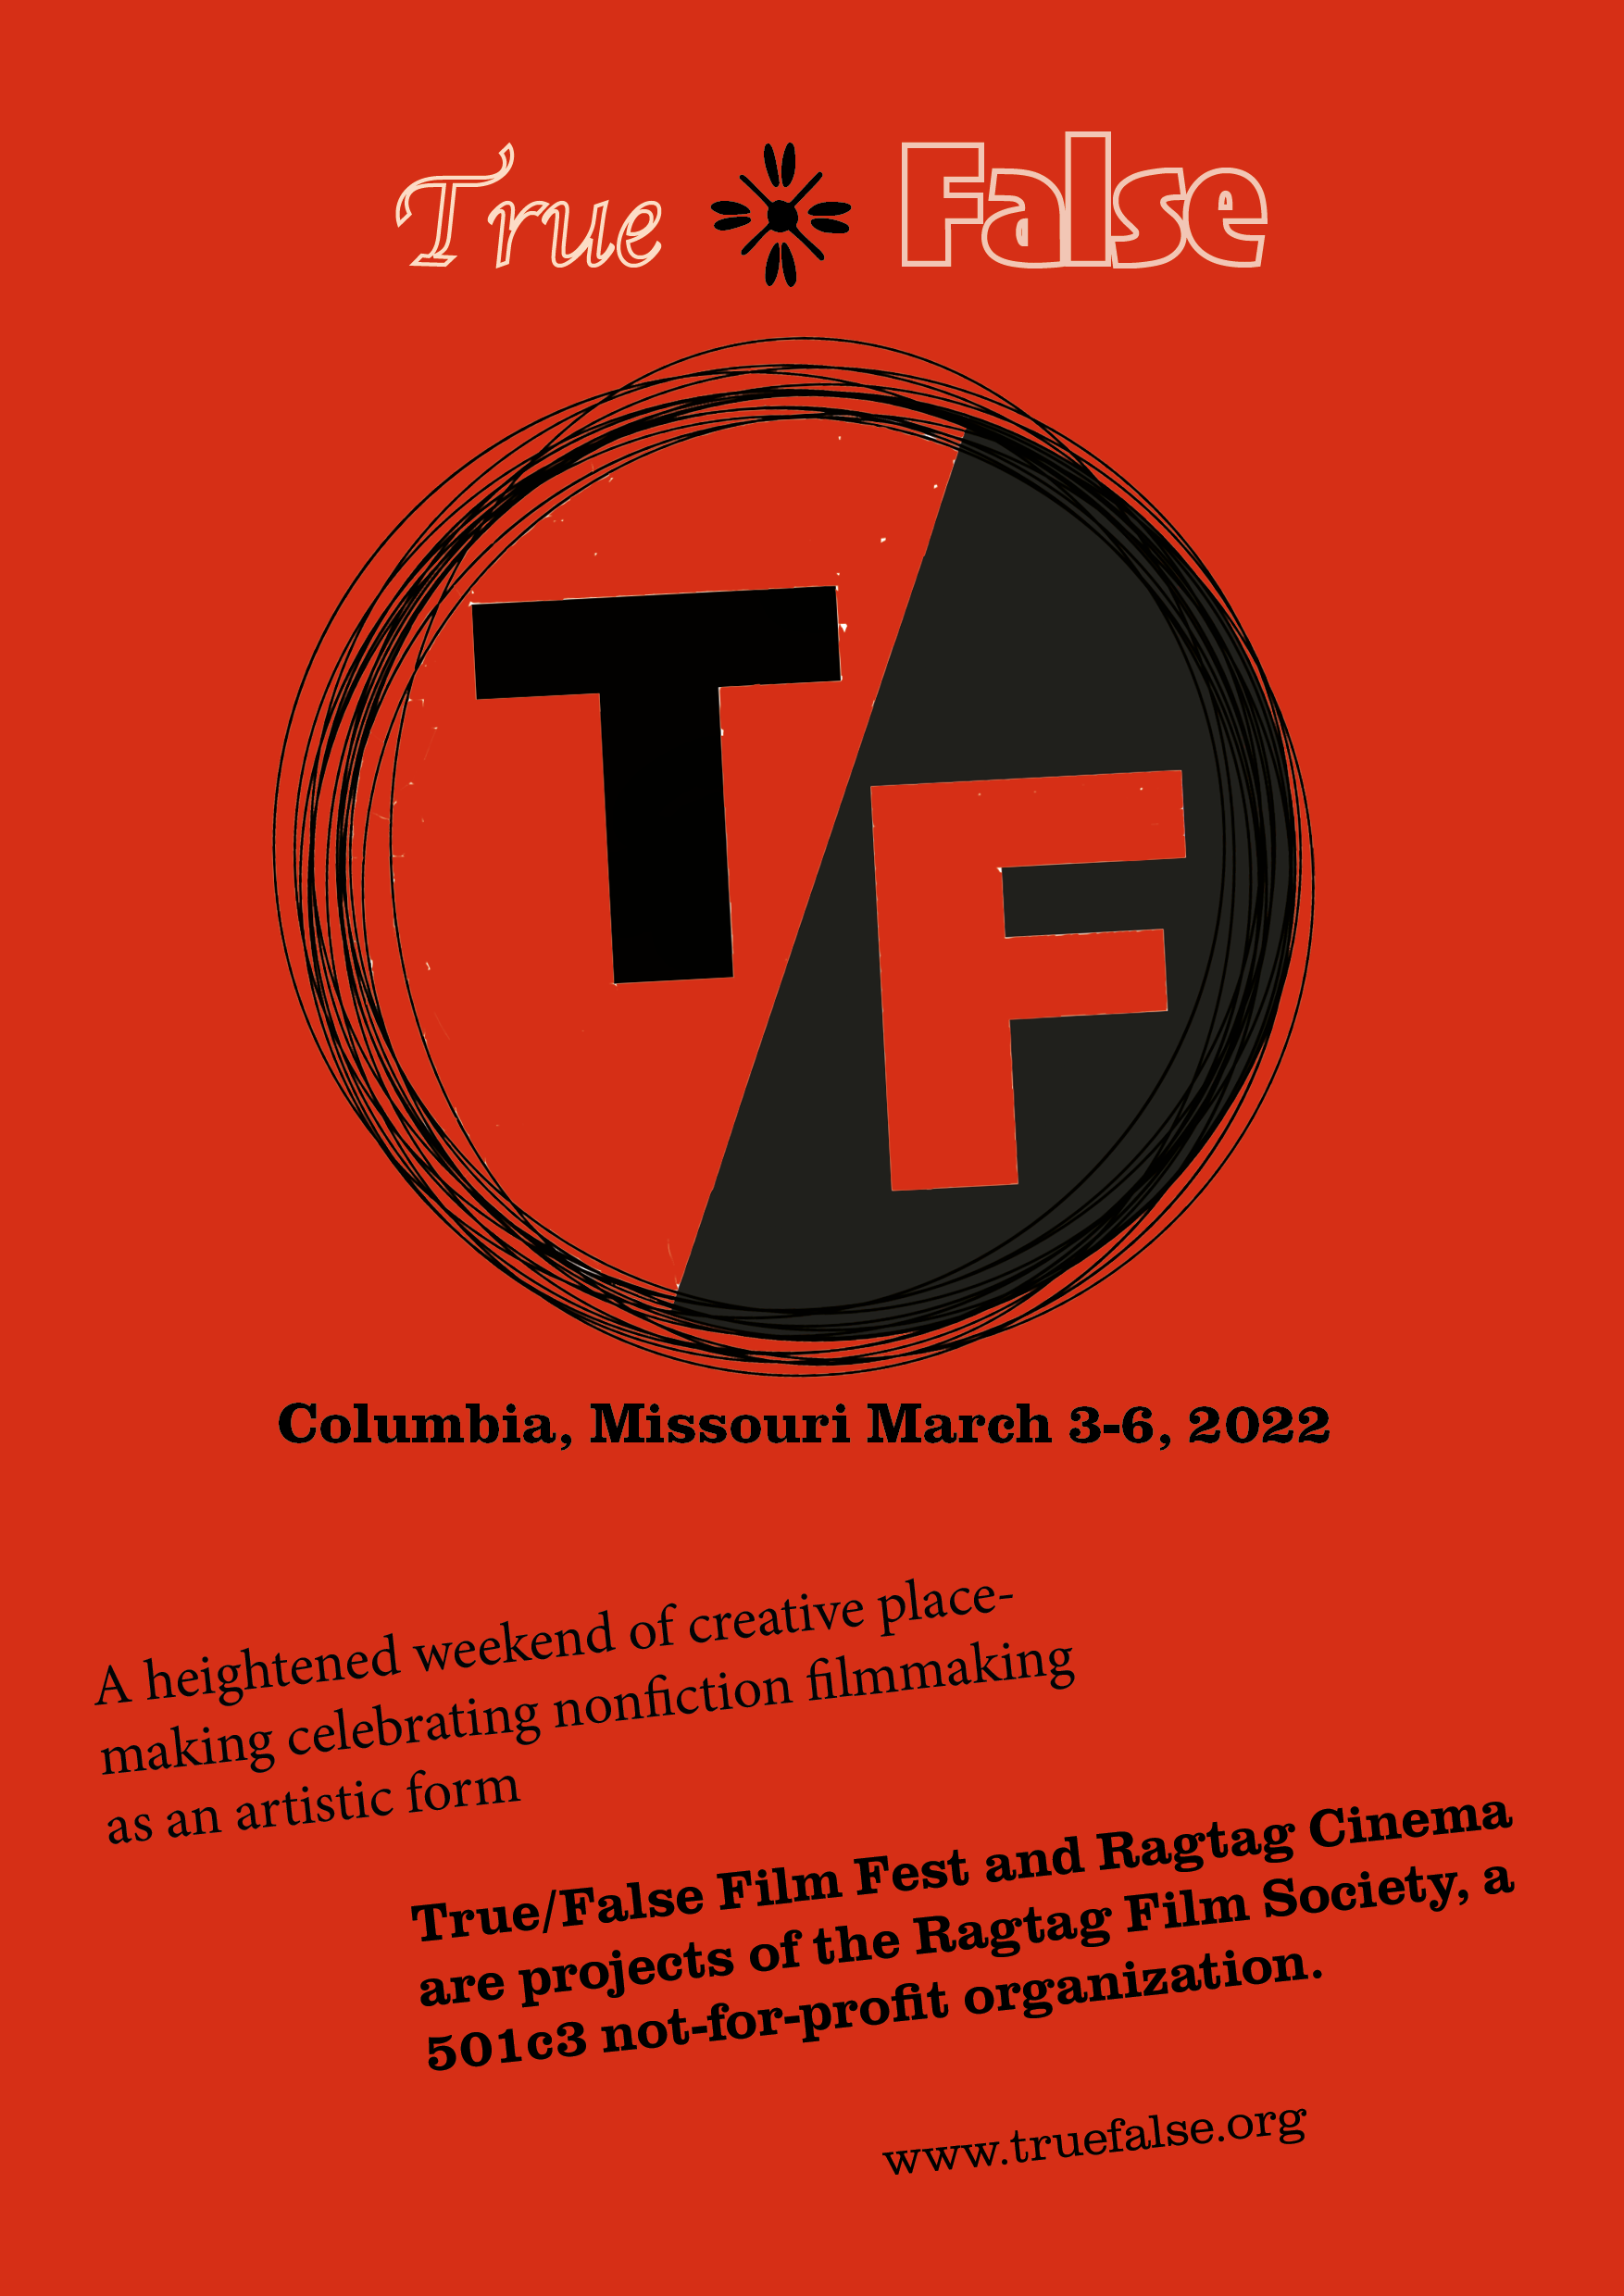 True False
T F
Columbia, Missouri March 3-6, 2022
A heightened weekend of creative place-
making celebrating nonfiction filmmaking
as an artistic form
True/False Film Fest and Ragtag Cinema
are projects of the Ragtag Film Society, a
501c3 not-for-profit organization.
www.truefalse.org